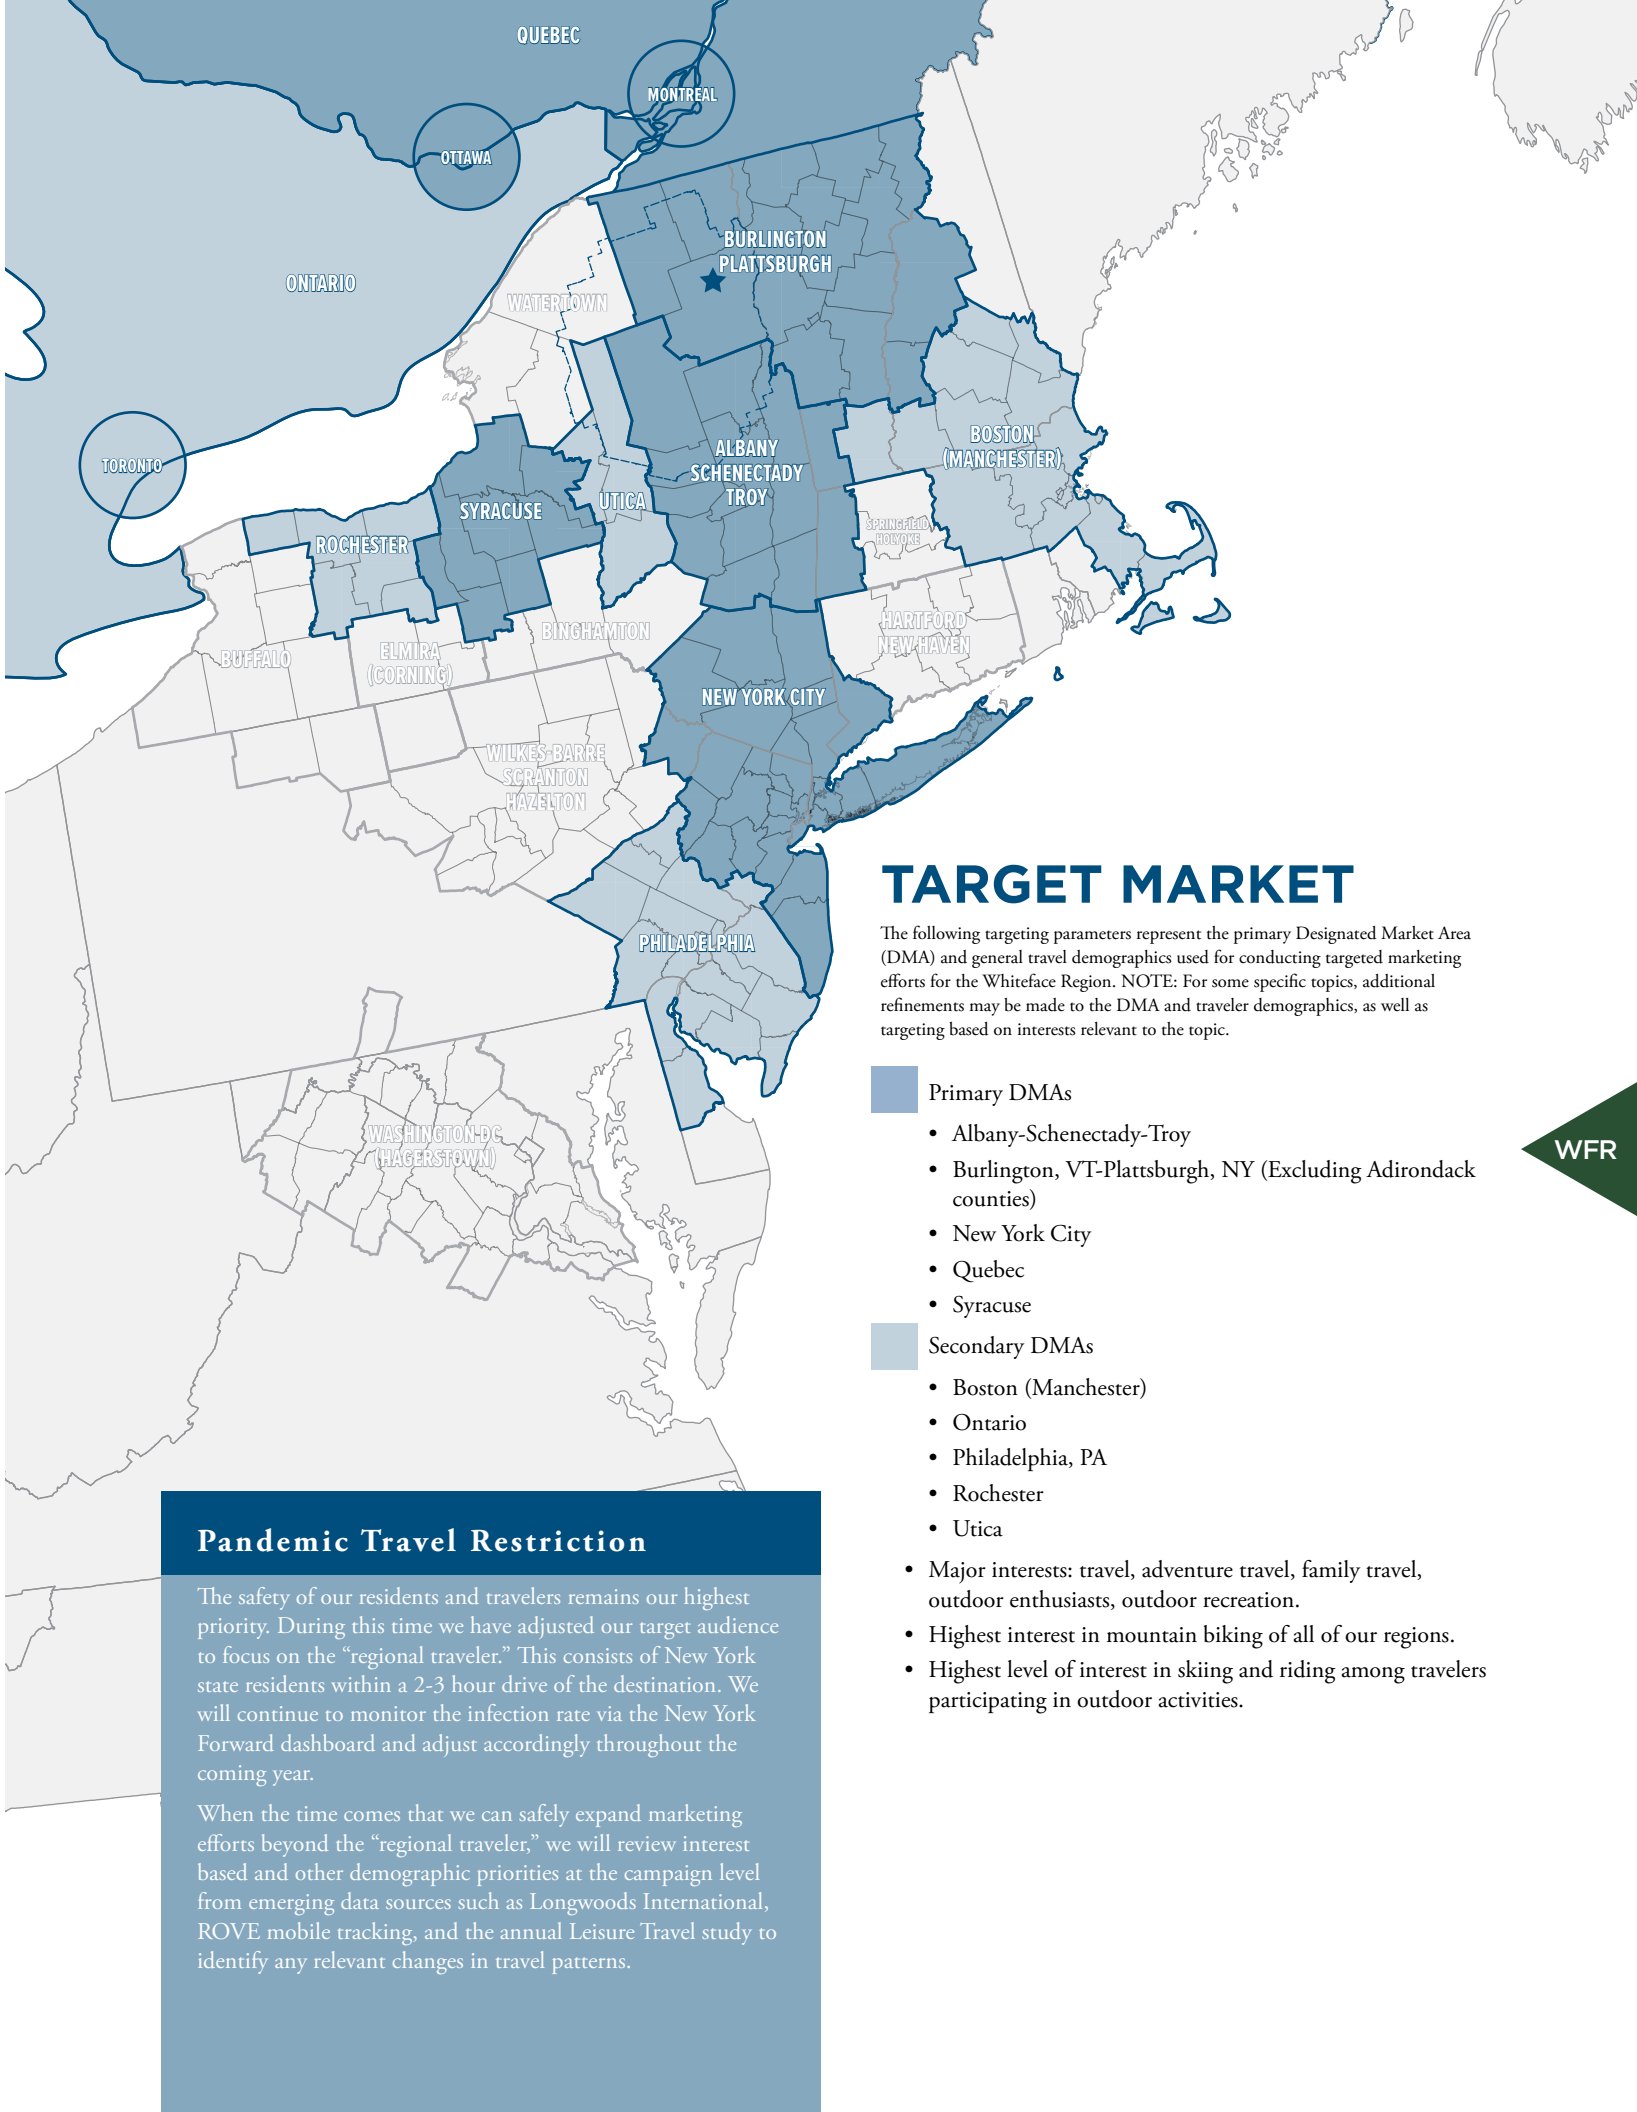 QUEBEC
MONTREAL
OTTAWA
BURLINGTON
PLATTSBURGH
ONTARIO
WATERTOWN
BOSTON
(MANCHESTER)
ALBANY
SCHENECTADY
TROY
TORONTO
SYRACUSE
UTICA
SPRINGFIELD
HOLYOKE
ROCHESTER
HARTFORD
NEW HAVEN
BINGHAMTON
BUFFALO
ELMIRA
(CORNING)
NEW YORK CITY
WILKES-BARRE
SCRANTON
HAZELTON
PHILADELPHIA
WASHINGTON DC
(HAGERSTOWN)
TARGET MARKET
The following targeting parameters represent the primary Designated Market Area
(DMA) and general travel demographics used for conducting targeted marketing
efforts for the Whiteface Region. NOTE: For some specific topics, additional
refinements may be made to the DMA and traveler demographics, as well as
targeting based on interests relevant to the topic.
Primary DMAs
• Albany-Schenectady-Troy
• Burlington, VT-Plattsburgh, NY (Excluding Adirondack
counties)
• New York City
• Quebec
• Syracuse
Secondary DMAs
• Boston (Manchester)
• Ontario
• Philadelphia, PA
• Rochester
• Utica
• Major interests: travel, adventure travel, family travel,
outdoor enthusiasts, outdoor recreation.
• Highest interest in mountain biking of all of our regions.
• Highest level of interest in skiing and riding among travelers
participating in outdoor activities.
WFR
Pandemic Travel Restriction
The safety of our residents and travelers remains our highest
priority. During this time we have adjusted our target audience
to focus on the “regional traveler.” This consists of New York
state residents within a 2-3 hour drive of the destination. We
will continue to monitor the infection rate via the New York
Forward dashboard and adjust accordingly throughout the
coming year.
When the time comes that we can safely expand marketing
efforts beyond the “regional traveler,” we will review interest
based and other demographic priorities at the campaign level
from emerging data sources such as Longwoods International,
ROVE mobile tracking, and the annual Leisure Travel study to
identify any relevant changes in travel patterns.